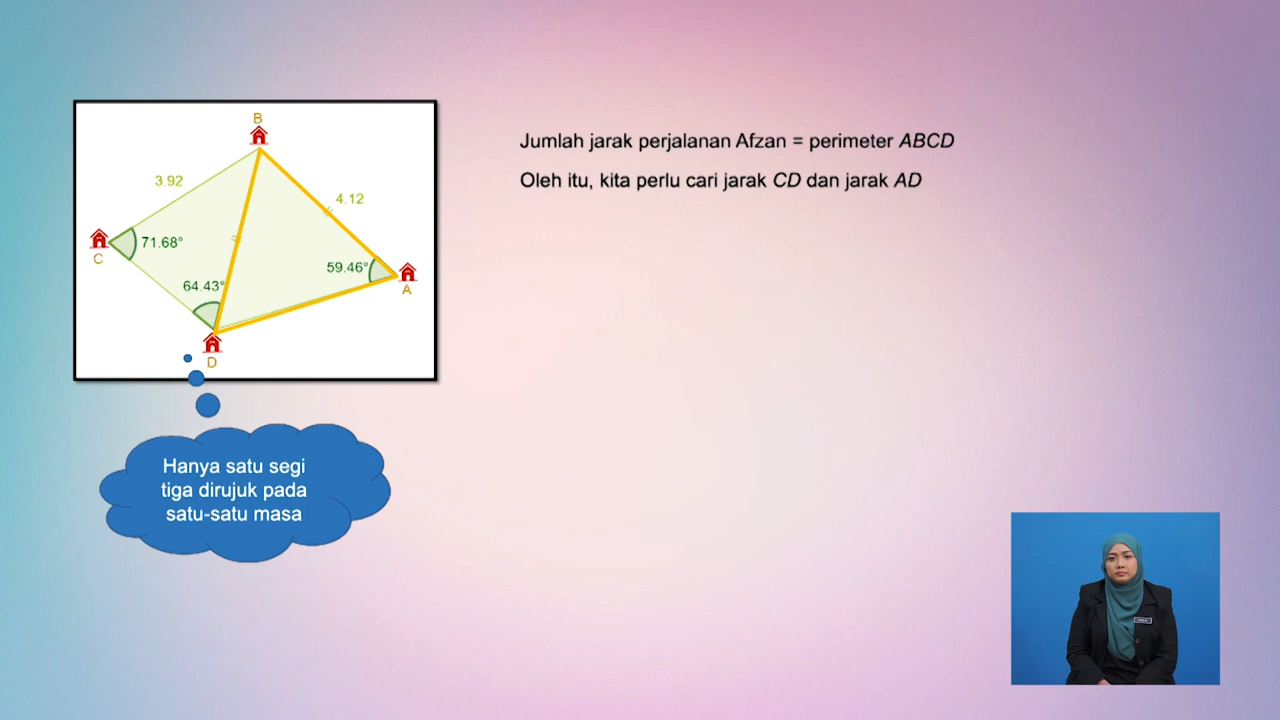 B
3.92
4.12
C
71.68°
59.46°
A
64.43°
D
Jumlah jarak perjalanan Afzan = perimeter ABCD
Oleh itu, kita perlu cari jarak CD dan jarak AD
Hanya satu segi
tiga dirujuk pada
satu-satu masa